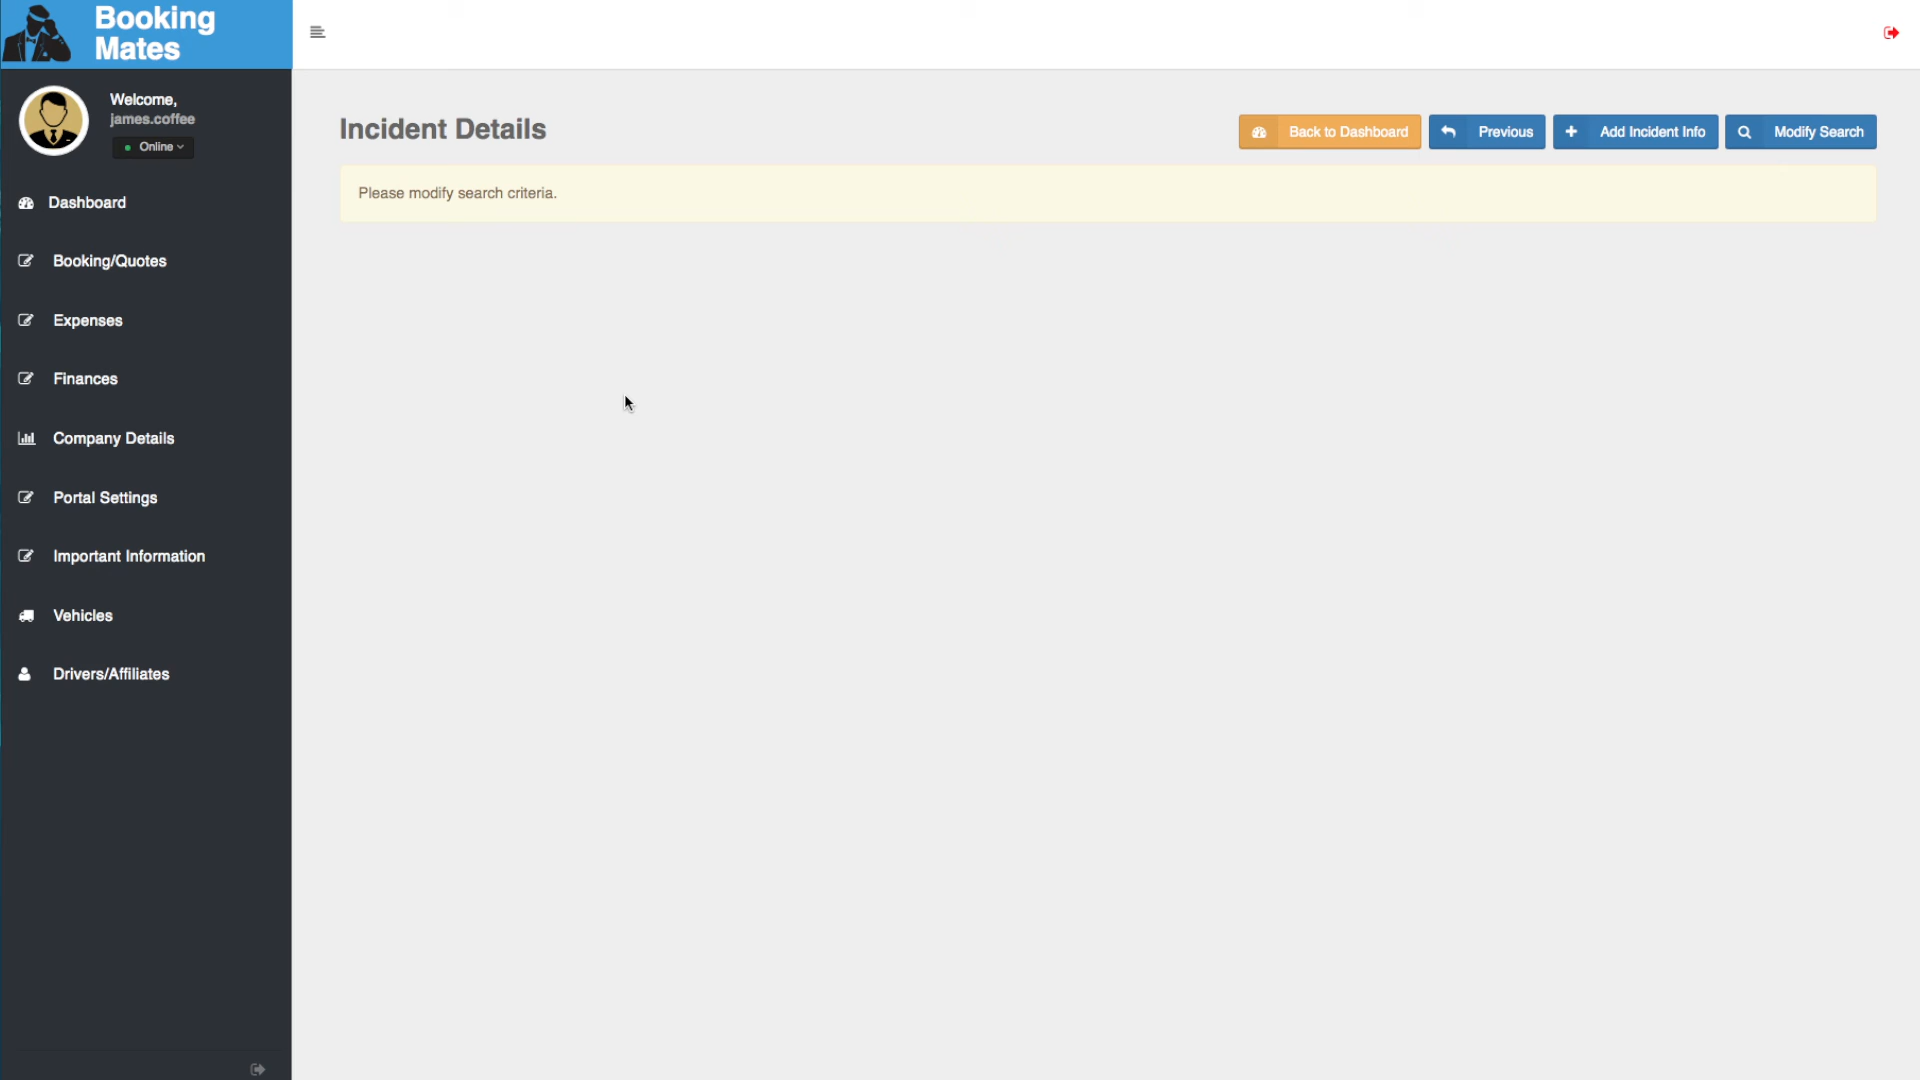 Booking
Mates
Welcome,
james.coffee
Online
Dashboard
Booking/Quotes
Expenses
Finances
Company Details
Portal Settings
Important Information
Vehicles
Drivers/Affiliates
Incident Details
Back to Dashboard
Previous
Add Incident Info
Modify Search
Please modify search criteria.